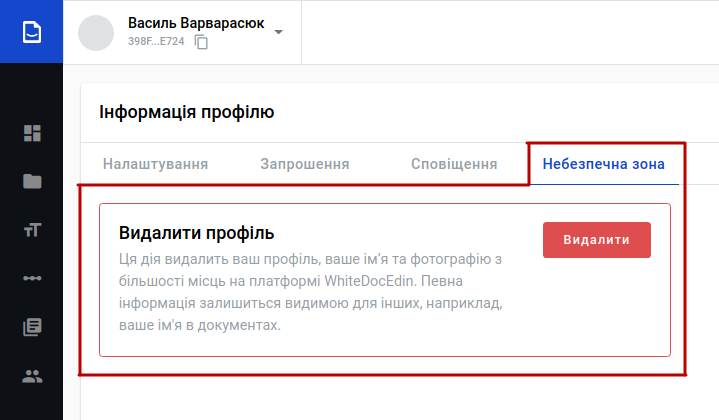 Василь Варварасюк
398F...E724
Інформація профілю
Налаштування Запрошення Сповіщення Небезпечна зона
Видалити профіль
Видалити
Ця дія видалить ваш профіль, ваше ім’я та фотографію з
більшості місць на платформі WhiteDocEdin. Певна
інформація залишиться видимою для інших, наприклад,
ваше ім'я в документах.